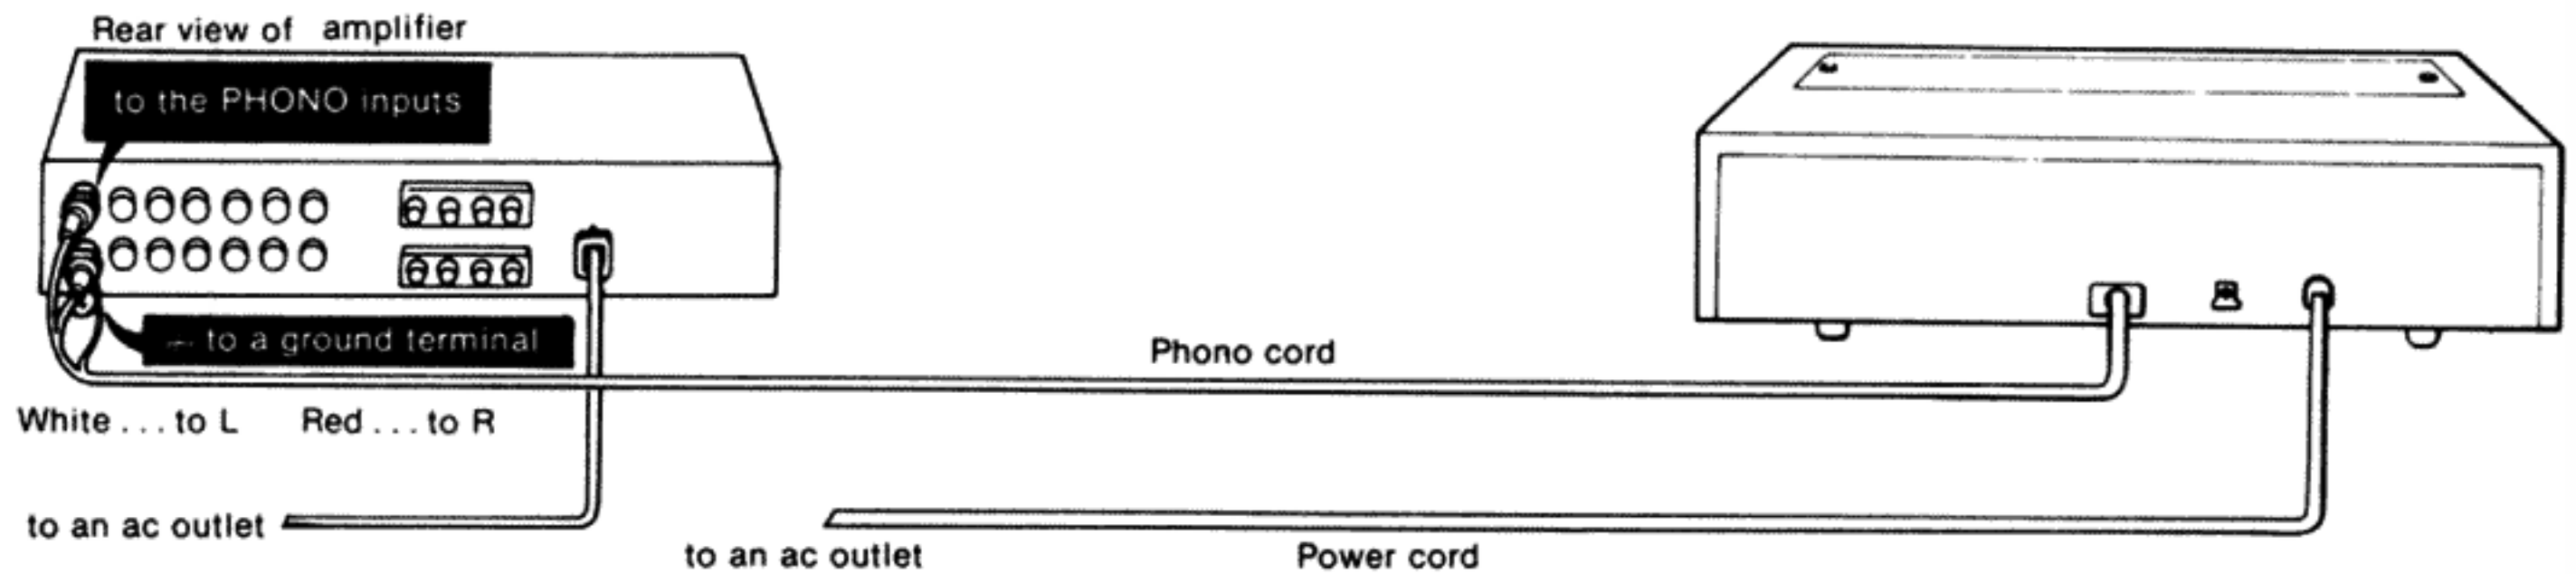 Rear view of amplifier
to the PHONO inputs
to a ground terminal
Phono cord
White...to L Red...to R
to an ac outlet
to an ac outlet
Power cord